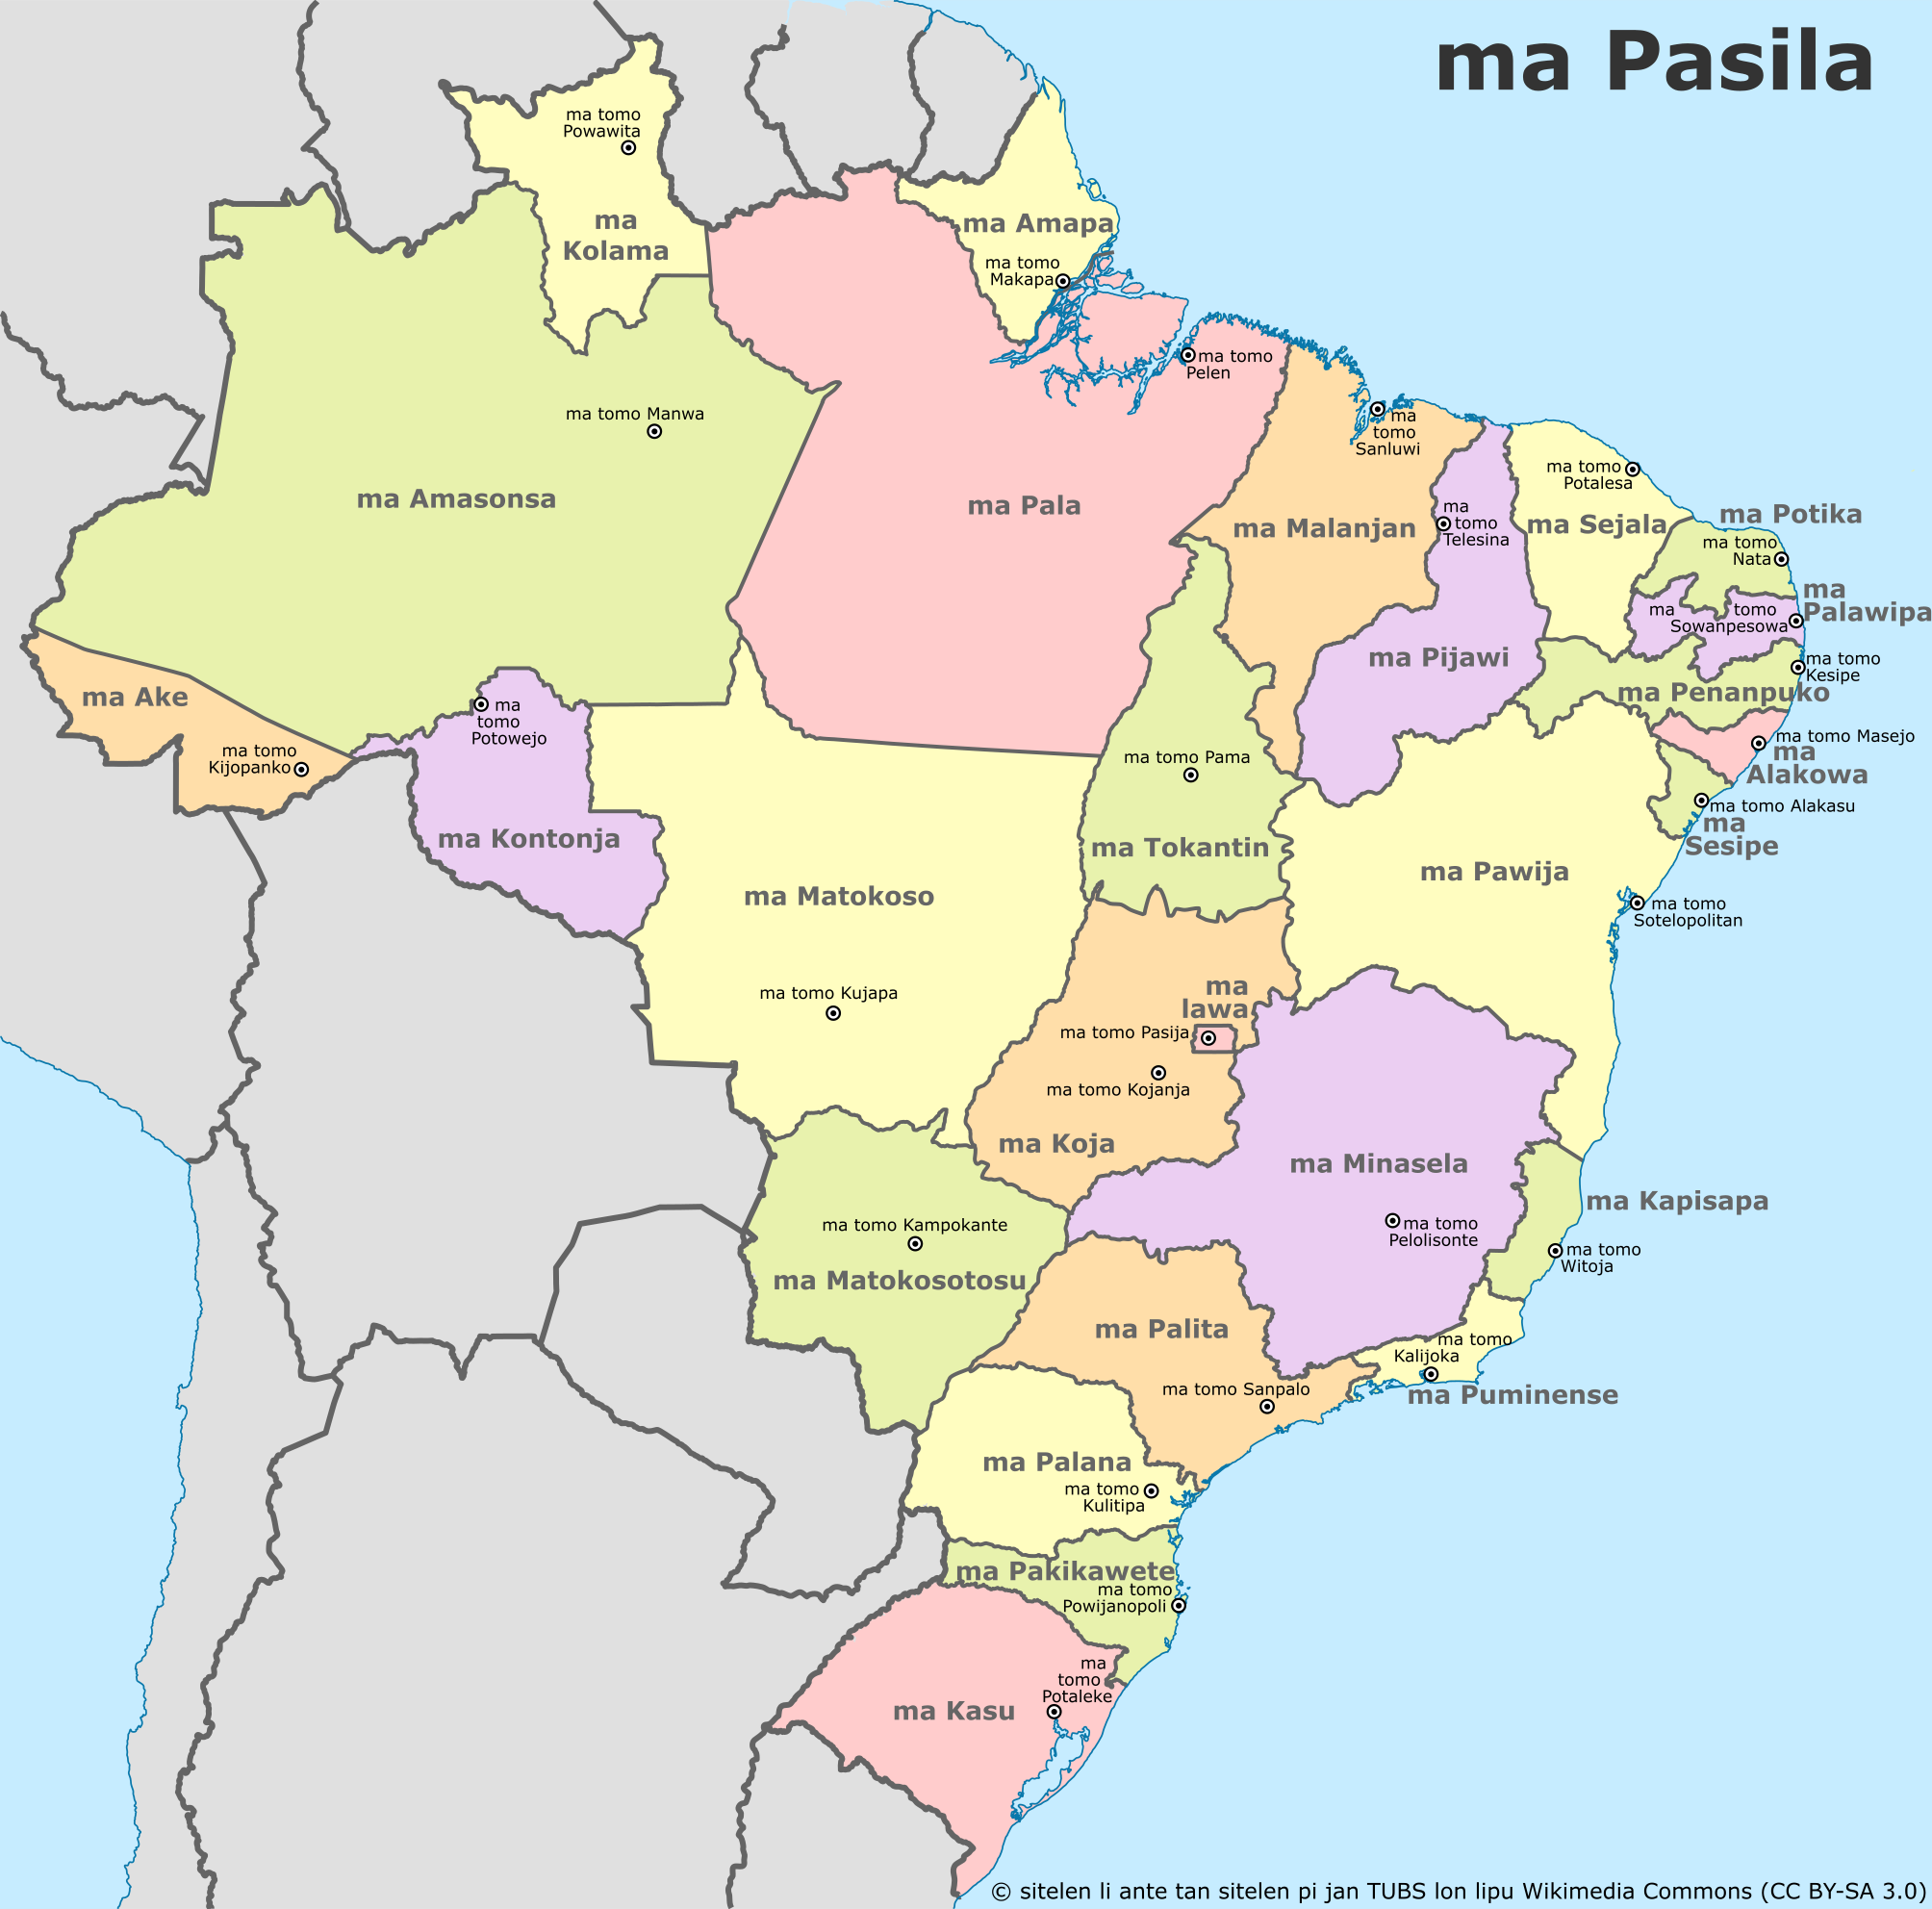 ma Pasila
ma tomo
Powawita
ma
Kolama
ma Amapa
ma tomo
Makapa
ma tomo
Pelen
ma tomo Manwa
ma Amasonsa
ma Pala
ma
tomo
Sanluwi
ma Malanjan
ma
tomo
Telesina
ma tomo
Potalesa
ma Sejala
ma Potika
ma tomo
Nata
ma
Palawipa
ma tomo
Sowanpesowa
ma tomo
Kesipe
ma Pijawi
ma Penanpuko
ma Ake
ma tomo
Kijopanko
ma
tomo
Potowejo
ma Kontonja
ma tomo Masejo
ma
Alakowa
ma tomo Alakasu
ma
Sesipe
ma tomo Pama
ma Tokantin
ma Pawija
ma tomo
Sotelopolitan
ma Matokoso
ma tomo Kujapa
ma
lawa
ma tomo Pasija
ma tomo Kojanja
ma Koja
ma Minasela
ma tomo
Pelolisonte
ma Kapisapa
ma tomo
Witoja
ma tomo Kampokante
ma Matokosotosu
ma Palita
ma tomo Sanpalo
ma tomo
Kalijoka
ma Puminense
ma Palana
ma tomo
Kulitipa
ma Pakikawete
ma tomo
Powijanopoli
ma
tomo
Potaleke
ma Kasu
© sitelen li ante tan sitelen pi jan TUBS lon lipu Wikimedia Commons (CC BY-SA 3.0)